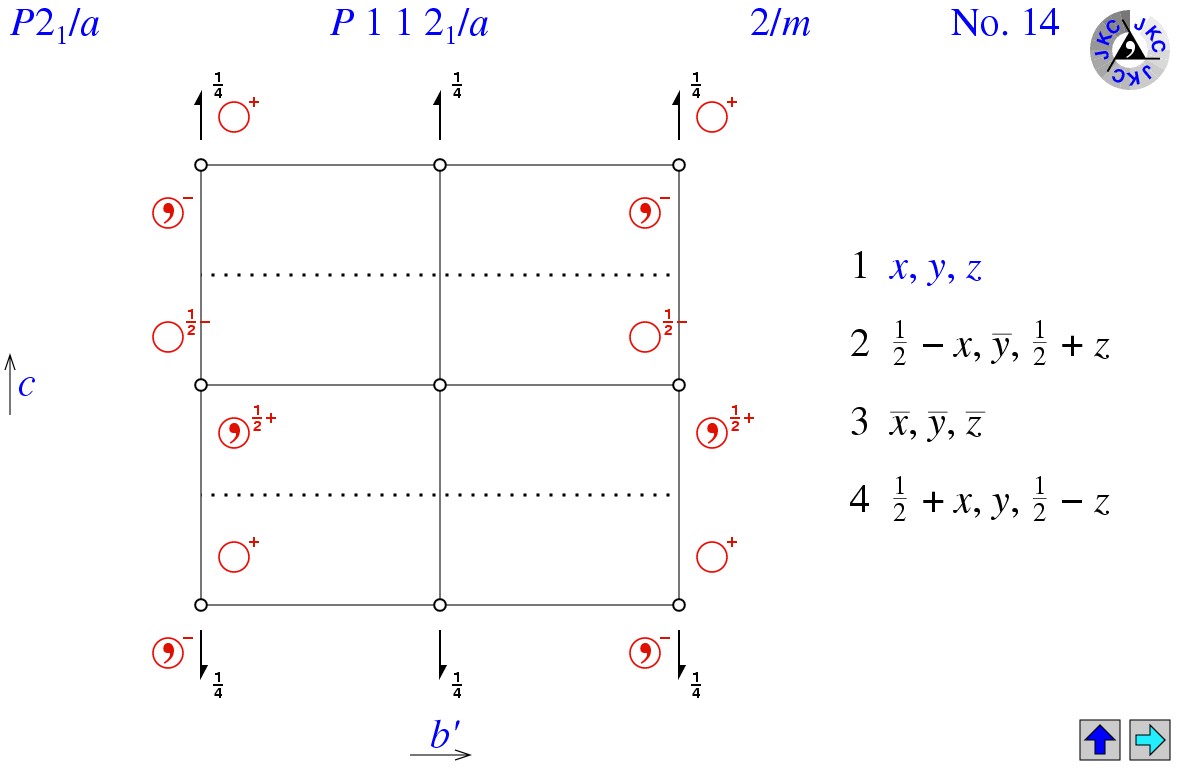 P2₁/a P 1 1 2₁/a 2/m No. 14
JKC JKC JKC
1/4 1/4 1/4
+ +
− −
1 x, y, z
1/2− 1/2−
2 1/2 − x, y̅, 1/2 + z
c
1/2+ 1/2+
3 x̅, y̅, z̅
4 1/2 + x, y, 1/2 − z
+ +
− −
1/4 1/4 1/4
b′